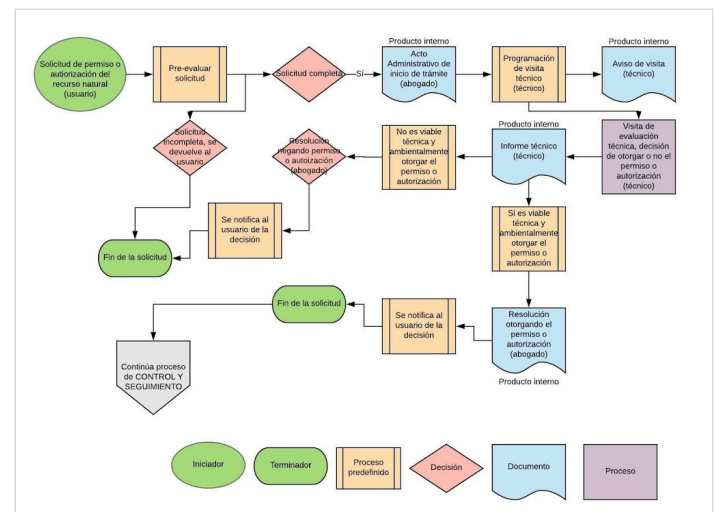 Solicitud de permiso o
autiorización del
recurso natural
(usuario)
Pre-evaluar
solicitud
Solicitud completa
Sí
Producto interno
Acto
Administrativo de
inicio de trámite
(abogado)
Programación
de visita
técnico
(técnico)
Producto interno
Aviso de visita
(técnico)
Solicitud
incompleta, se
devuelve al
usuario
Resolución
negando permiso
o autoización
(abogado)
No es viable
técnica y
ambientalmente
otorgar el
permiso o
autorización
Producto interno
Informe técnico
(técnico)
Visita de
evaluación
técnica, decisión
de otorgar o no el
permiso o
autorización
(técnico)
Se notifica al
usuario de la
decisión
Fin de la solicitud
Si es viable
técnica y
ambientalmente
otorgar el
permiso o
autorización
Fin de la solicitud
Se notifica al
usuario de la
decisión
Resolución
otorgando el
permiso o
autorización
(abogado)
Producto interno
Continúa proceso
de CONTROL Y
SEGUIMIENTO
Iniciador
Terminador
Proceso
predefinido
Decisión
Documento
Proceso